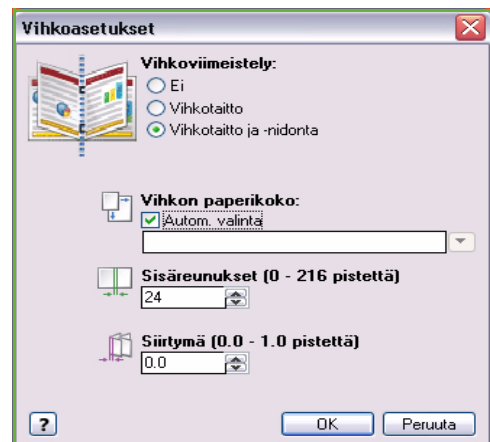 Vihkoasetukset
Vihkoviimeistely:
Ei
Vihkotaitto
Vihkotaitto ja -nidonta
Vihkon paperikoko:
Autom. valinta
Sisäreunukset (0 - 216 pistettä)
24
Siirtymä (0.0 - 1.0 pistettä)
0.0
? OK Peruuta